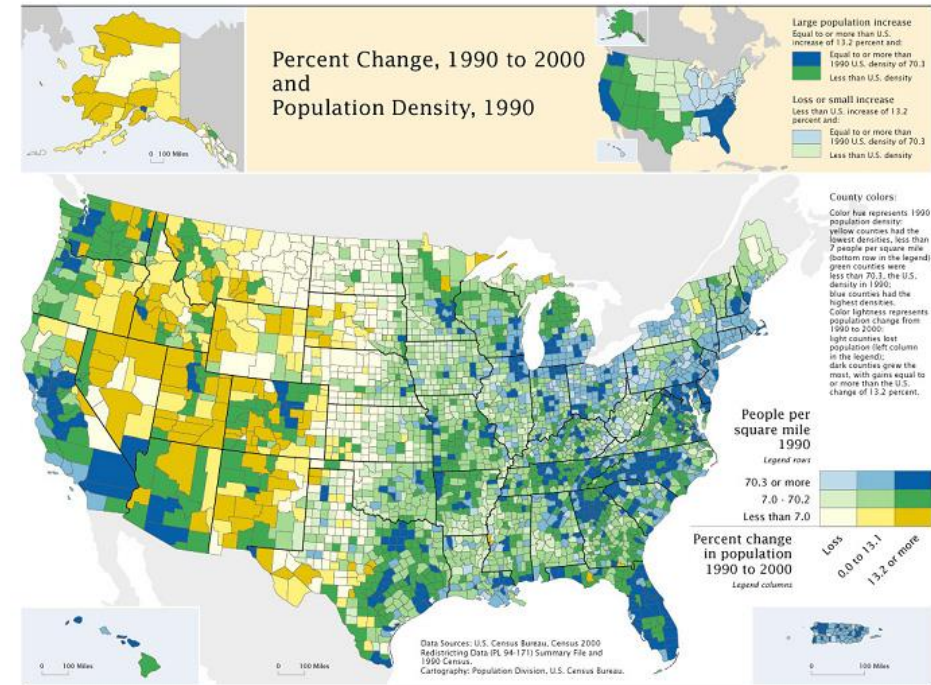 Percent Change, 1990 to 2000
and
Population Density, 1990
0 100 Miles
Large population increase
Equal to or more than U.S.
increase of 13.2 percent and:
Equal to or more than
1990 U.S. density of 70.3
Less than U.S. density
Loss or small increase
Less than U.S. increase of 13.2
percent and:
Equal to or more than
1990 U.S. density of 70.3
Less than U.S. density
County colors:
Color hue represents 1990
population density:
yellow counties had the
lowest densities, less than
7 people per square mile
(bottom row in the legend)
green counties were
less than 70.3, the U.S.
density in 1990;
blue counties had the
highest densities.
Color lightness represents
population change from
1990 to 2000:
light counties lost
population (left column
in the legend);
dark counties grew the
most, with gains equal to
or more than the U.S.
change of 13.2 percent.
People per
square mile
1990
Legend rows
70.3 or more
7.0 - 70.2
Less than 7.0
Percent change
in population
1990 to 2000
Legend columns
Loss
0.0 to 13.1
13.2 or more
Data Sources: U.S. Census Bureau, Census 2000
Redistricting Data (PL 94-171) Summary File and
1990 Census.
Cartography: Population Division, U.S. Census Bureau.
0 100 Miles
0 100 Miles
0 100 Miles